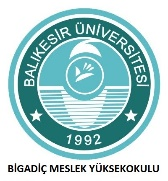 BALIKESİR ÜNİVERSİTESİ
1992
BİGADİÇ MESLEK YÜKSEKOKULU